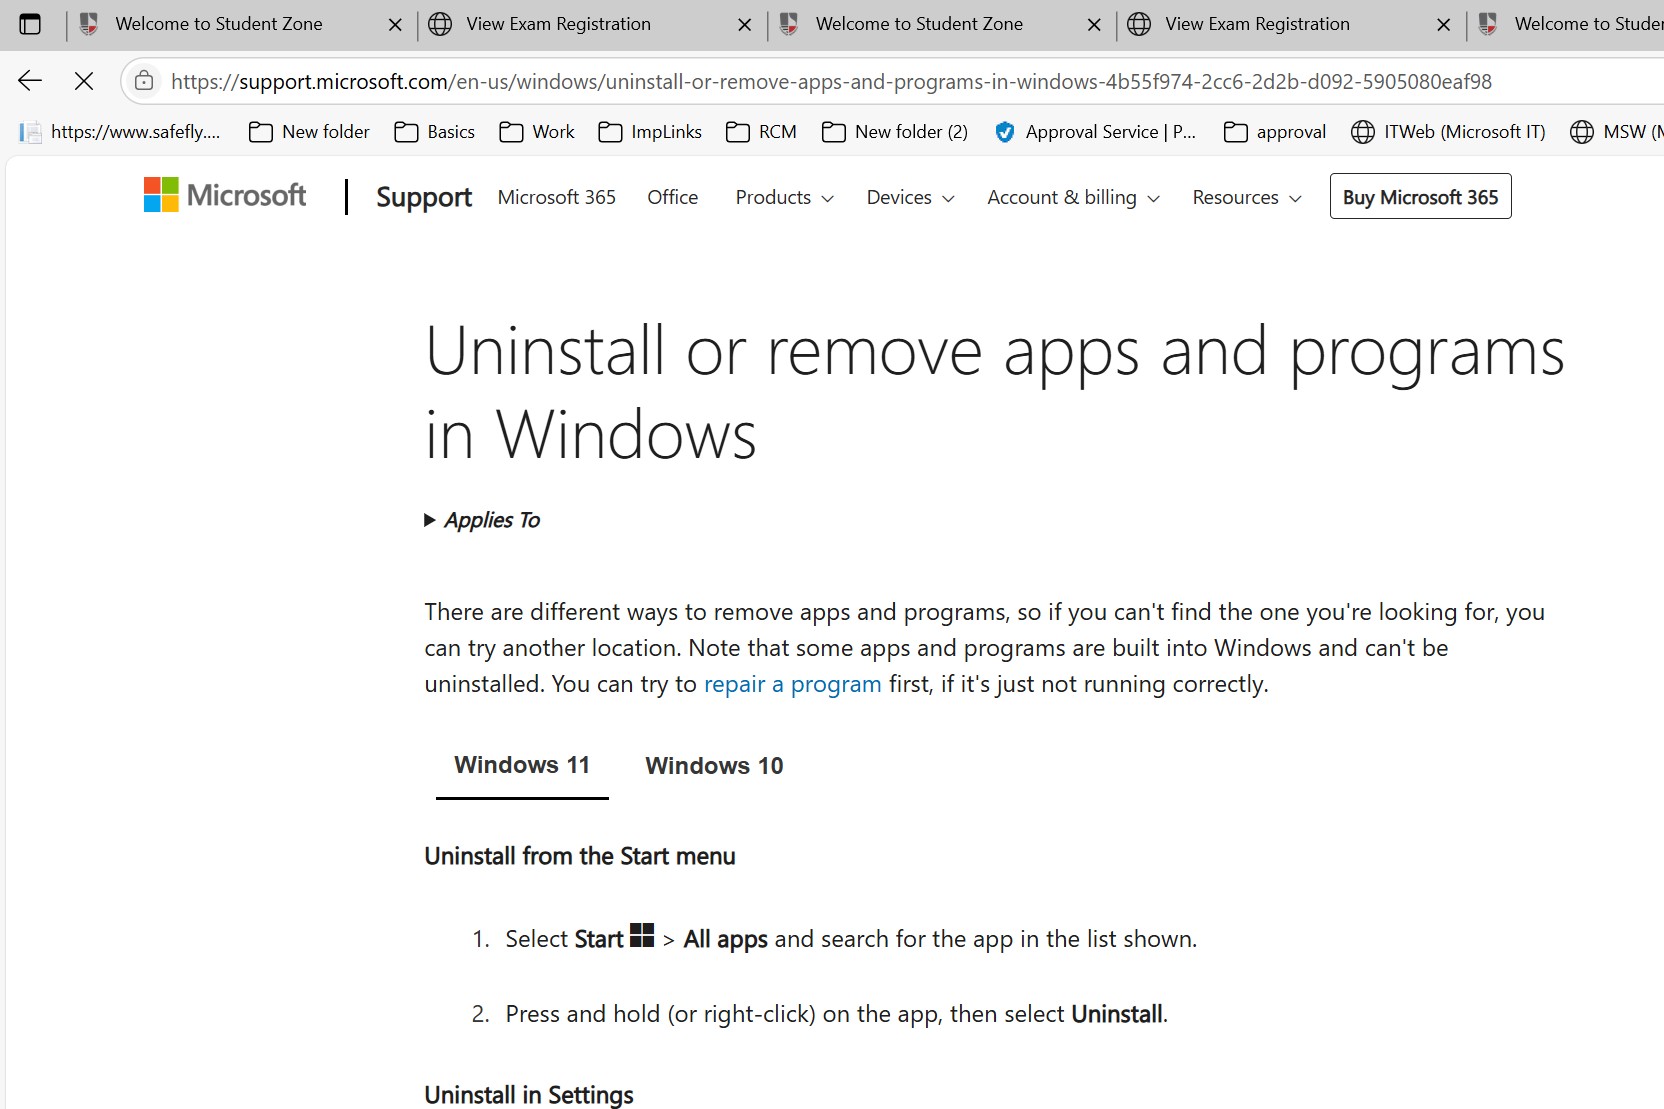 Welcome to Student Zone
View Exam Registration
Welcome to Student Zone
View Exam Registration
Welcome to
https://support.microsoft.com/en-us/windows/uninstall-or-remove-apps-and-programs-in-windows-4b55f974-2cc6-2d2b-d092-5905080eaf98
https://www.safefly....
New folder
Basics
Work
ImpLinks
RCM
New folder (2)
Approval Service | P...
approval
ITWeb (Microsoft IT)
MSW
Microsoft
Support
Microsoft 365
Office
Products
Devices
Account & billing
Resources
Buy Microsoft 365
Uninstall or remove apps and programs
in Windows
Applies To
There are different ways to remove apps and programs, so if you can't find the one you're looking for, you
can try another location. Note that some apps and programs are built into Windows and can't be
uninstalled. You can try to repair a program first, if it's just not running correctly.
Windows 11
Windows 10
Uninstall from the Start menu
1. Select Start > All apps and search for the app in the list shown.
2. Press and hold (or right-click) on the app, then select Uninstall.
Uninstall in Settings